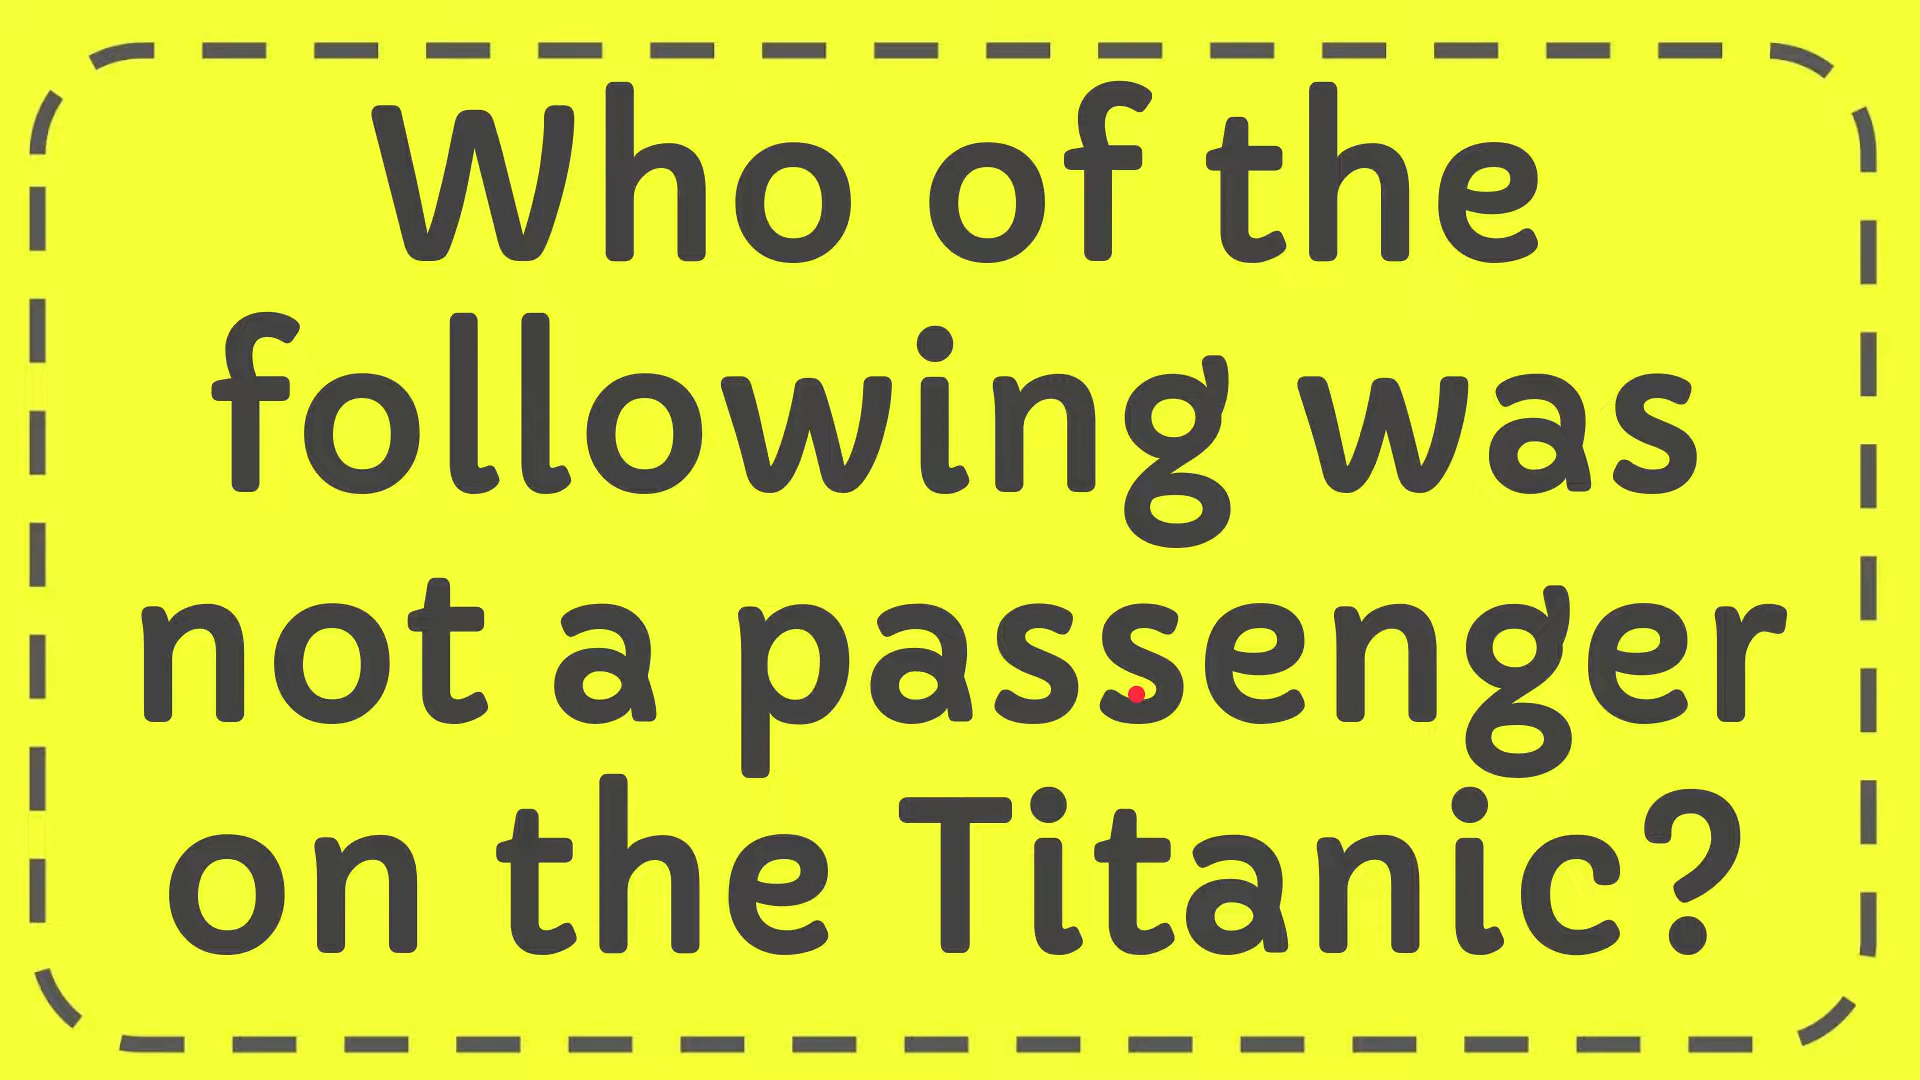 Who of the
following was
not a passenger
on the Titanic?